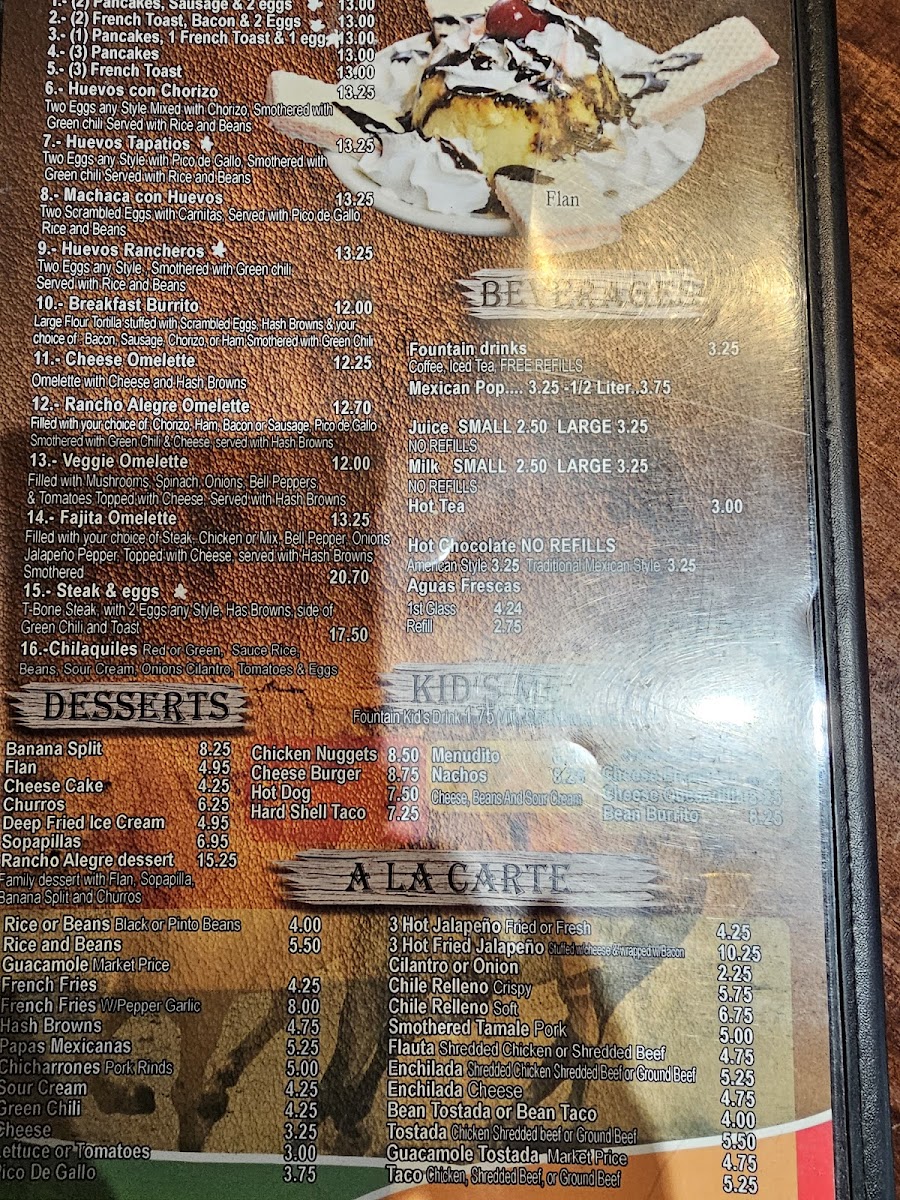 1.- (2) Pancakes, Sausage & 2 eggs 13.00
2.- (2) French Toast, Bacon & 2 Eggs 13.00
3.- (1) Pancakes, 1 French Toast & 1 egg 13.00
4.- (3) Pancakes 13.00
5.- (3) French Toast 13.00
6.- Huevos con Chorizo 13.25
Two Eggs any Style Mixed with Chorizo, Smothered with
Green chili Served with Rice and Beans
7.- Huevos Tapatios 13.25
Two Eggs any Style with Pico de Gallo, Smothered with
Green chili Served with Rice and Beans
8.- Machaca con Huevos 13.25
Two Scrambled Eggs with Carnitas, Served with Pico de Gallo,
Rice and Beans
9.- Huevos Rancheros 13.25
Two Eggs any Style, Smothered with Green chili
Served with Rice and Beans
10.- Breakfast Burrito 12.00
Large Flour Tortilla stuffed with Scrambled Eggs, Hash Browns & your
choice of Bacon, Sausage, Chorizo, or Ham Smothered with Green Chili
11.- Cheese Omelette 12.25
Omelette with Cheese and Hash Browns
12.- Rancho Alegre Omelette 12.70
Filled with your choice of Chorizo, Ham, Bacon or Sausage, Pico de Gallo
Smothered with Green Chili & Cheese, served with Hash Browns
13.- Veggie Omelette 12.00
Filled with Mushrooms, Spinach, Onions, Bell Peppers,
& Tomatoes Topped with Cheese, Served with Hash Browns
14.- Fajita Omelette 13.25
Filled with your choice of Steak, Chicken or Mix, Bell Pepper, Onions
Jalapeño Pepper, Topped with Cheese, served with Hash Browns
Smothered 20.70
15.- Steak & eggs
T-Bone Steak, with 2 Eggs any Style, Has Browns, side of
Green Chili and Toast 17.50
16.-Chilaquiles Red or Green, Sauce Rice,
Beans, Sour Cream, Onions Cilantro, Tomatoes & Eggs
Flan
BEVERAGES
Fountain drinks 3.25
Coffee, Iced Tea, FREE REFILLS
Mexican Pop.... 3.25 -1/2 Liter..3.75
Juice SMALL 2.50 LARGE 3.25
NO REFILLS
Milk SMALL 2.50 LARGE 3.25
NO REFILLS
Hot Tea 3.00
Hot Chocolate NO REFILLS
American Style 3.25 Traditional Mexican Style 3.25
Aguas Frescas
1st Glass 4.24
Refill 2.75
DESSERTS
Banana Split 8.25
Flan 4.95
Cheese Cake 4.25
Churros 6.25
Deep Fried Ice Cream 4.95
Sopapillas 6.95
Rancho Alegre dessert 15.25
Family dessert with Flan, Sopapilla,
Banana Split and Churros
KID'S
Fountain Kid's Drink 1.75
Chicken Nuggets 8.50
Cheese Burger 8.75
Hot Dog 7.50
Hard Shell Taco 7.25
Menudito
Nachos 8.25
Cheese, Beans And Sour Cream
Cheese
Cheese Quesadilla
Bean Burrito 8.25
A LA CARTE
Rice or Beans Black or Pinto Beans 4.00
Rice and Beans 5.50
Guacamole Market Price
French Fries 4.25
French Fries W/Pepper Garlic 8.00
Hash Browns 4.75
Papas Mexicanas 5.25
Chicharrones Pork Rinds 5.00
Sour Cream 4.25
Green Chili 4.25
Cheese 3.25
Lettuce or Tomatoes 3.00
Pico De Gallo 3.75
3 Hot Jalapeño Fried or Fresh 4.25
3 Hot Fried Jalapeño Stuffed w/cheese & wrapped w/Bacon 10.25
Cilantro or Onion 2.25
Chile Relleno Crispy 5.75
Chile Relleno Soft 6.75
Smothered Tamale Pork 5.00
Flauta Shredded Chicken or Shredded Beef 4.75
Enchilada Shredded Chicken Shredded Beef or Ground Beef 5.25
Enchilada Cheese 4.75
Bean Tostada or Bean Taco 4.00
Tostada Chicken Shredded beef or Ground Beef 5.50
Guacamole Tostada Market Price 4.75
Taco Chicken, Shredded Beef, or Ground Beef 5.25